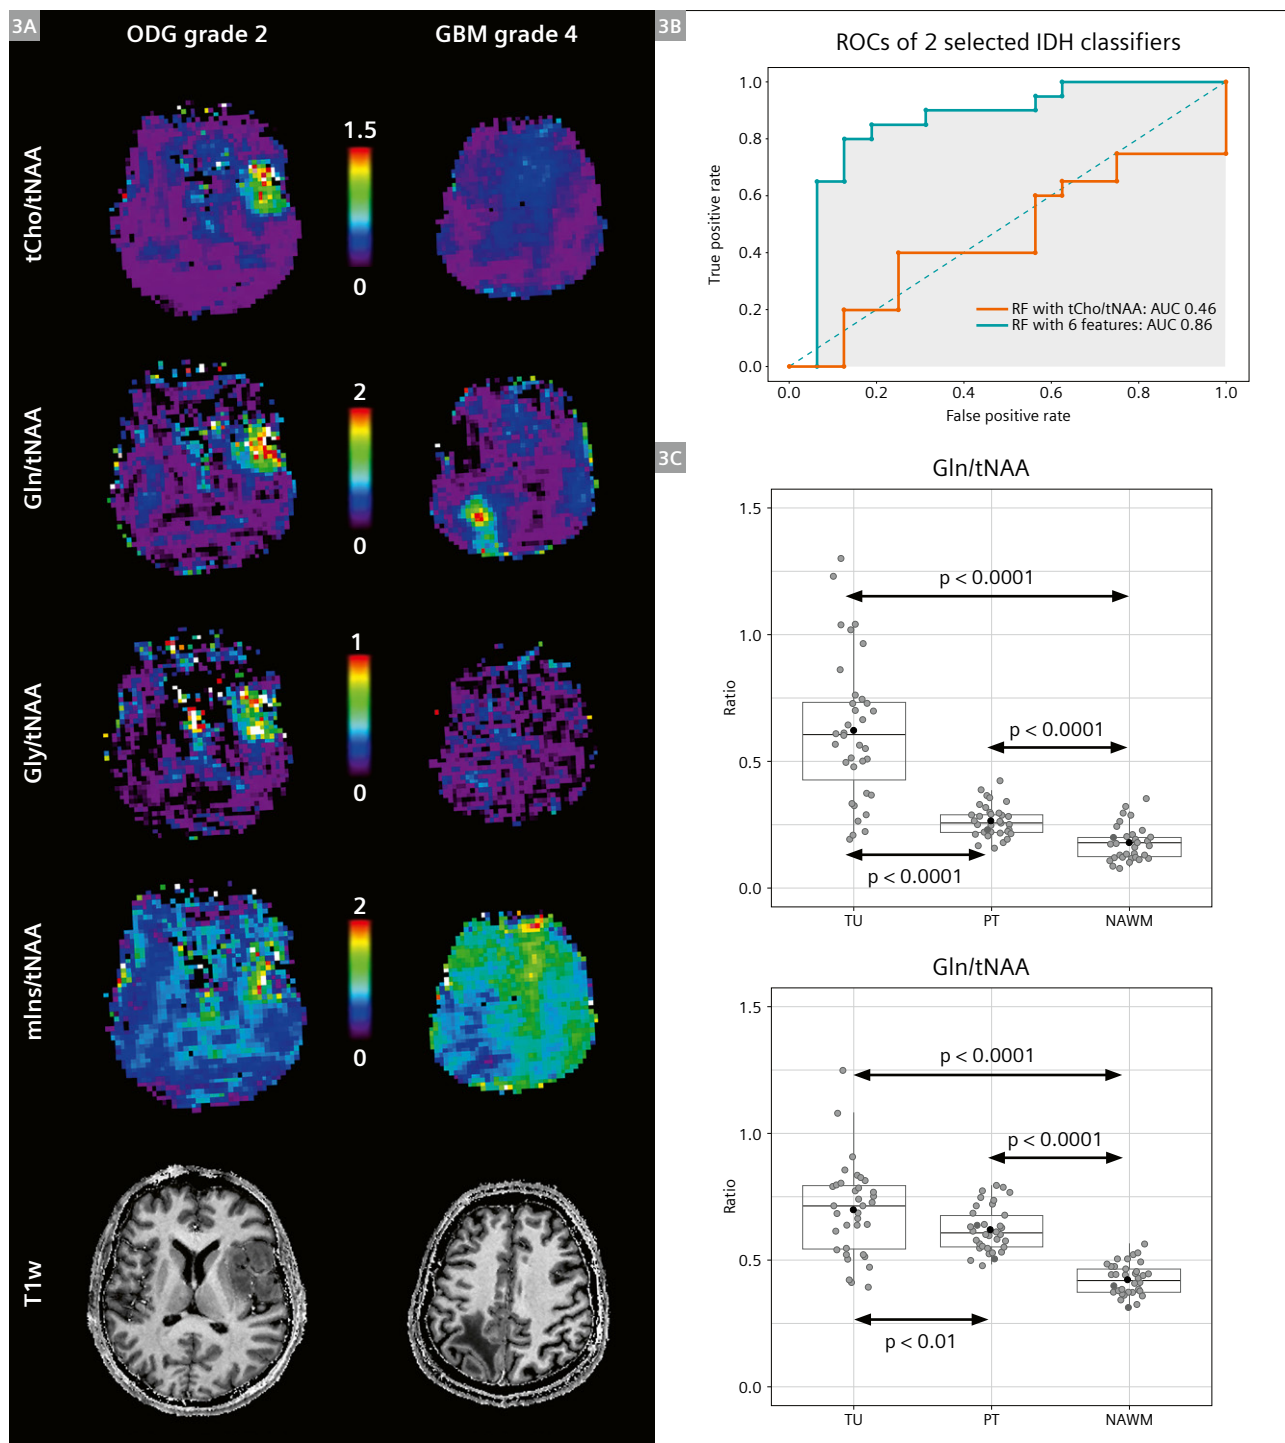 3A
ODG grade 2
GBM grade 4
tCho/tNAA
1.5
0
Gln/tNAA
2
0
Gly/tNAA
1
0
mIns/tNAA
2
0
T1w
3B
ROCs of 2 selected IDH classifiers
True positive rate
1.0
0.8
0.6
0.4
0.2
0.0
RF with tCho/tNAA: AUC 0.46
RF with 6 features: AUC 0.86
0.0 0.2 0.4 0.6 0.8 1.0
False positive rate
3C
Gln/tNAA
Ratio
1.5
1.0
0.5
0.0
p < 0.0001
p < 0.0001
p < 0.0001
TU PT NAWM
Gln/tNAA
Ratio
1.5
1.0
0.5
0.0
p < 0.0001
p < 0.0001
p < 0.01
TU PT NAWM